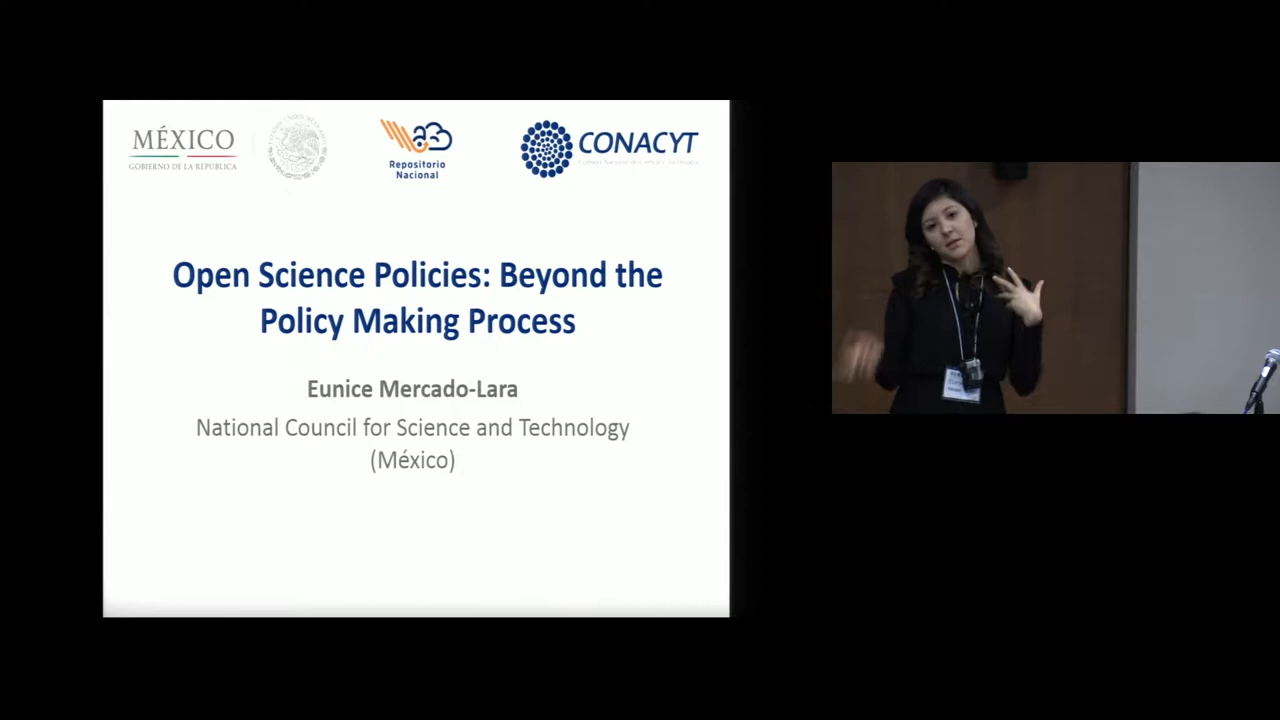 MÉXICO
GOBIERNO DE LA REPUBLICA
Repositorio
Nacional
CONACYT
Open Science Policies: Beyond the
Policy Making Process
Eunice Mercado-Lara
National Council for Science and Technology
(México)